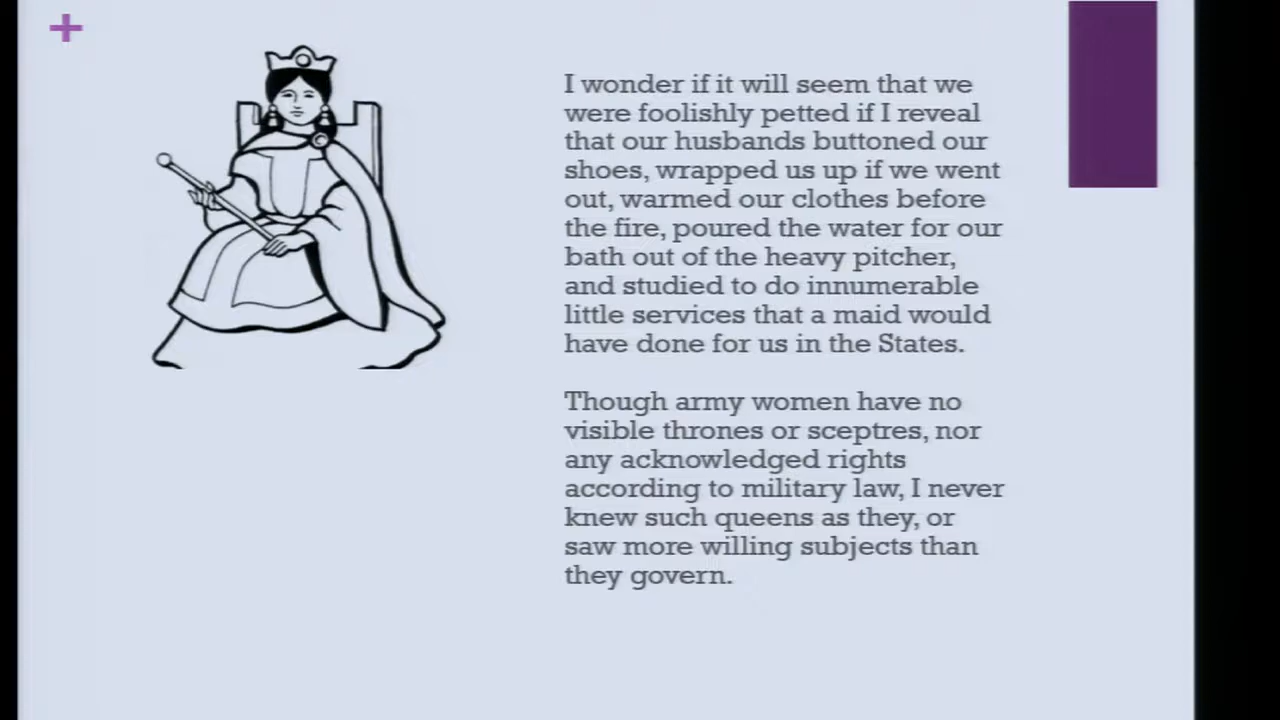 I wonder if it will seem that we
were foolishly petted if I reveal
that our husbands buttoned our
shoes, wrapped us up if we went
out, warmed our clothes before
the fire, poured the water for our
bath out of the heavy pitcher,
and studied to do innumerable
little services that a maid would
have done for us in the States.
Though army women have no
visible thrones or sceptres, nor
any acknowledged rights
according to military law, I never
knew such queens as they, or
saw more willing subjects than
they govern.